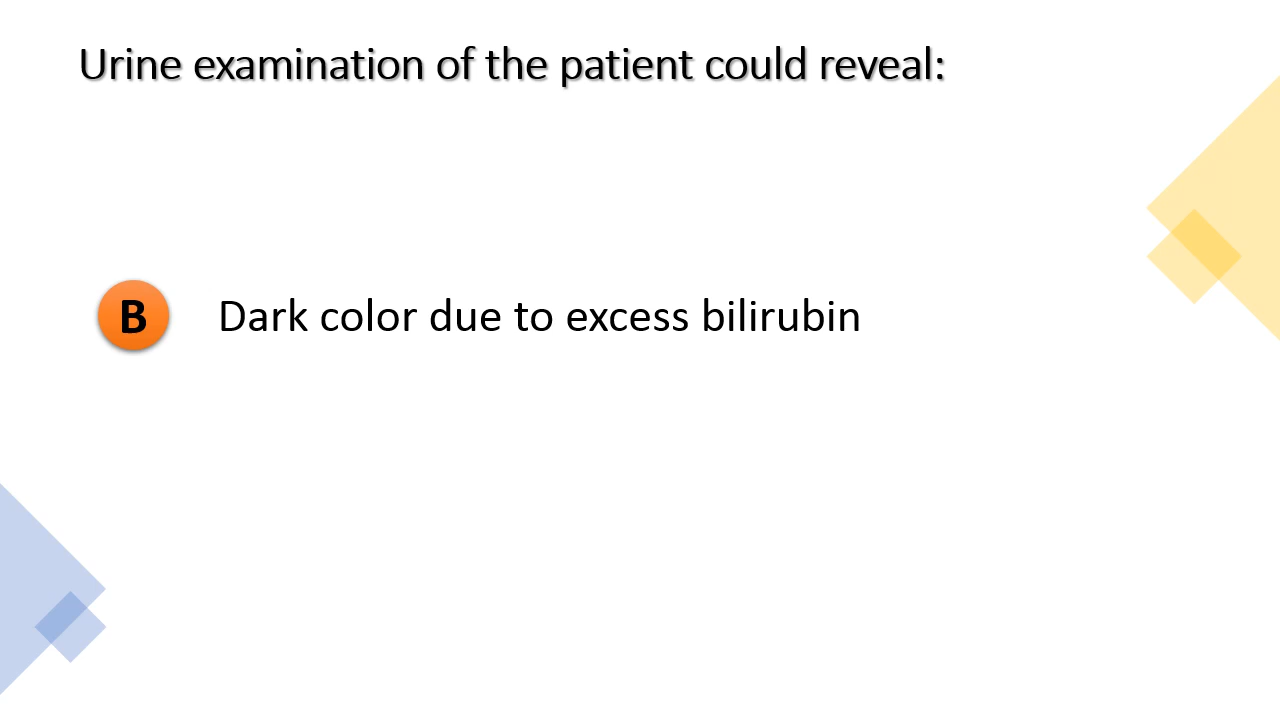 Urine examination of the patient could reveal:
B Dark color due to excess bilirubin